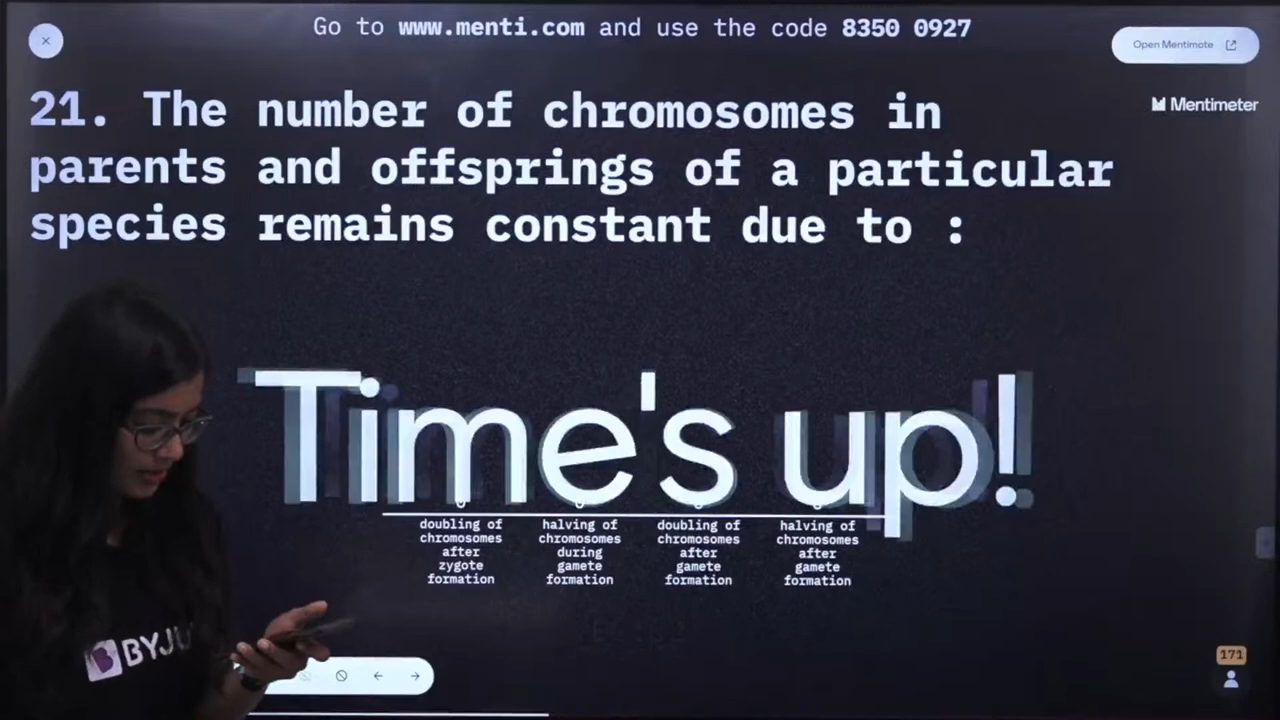 Go to www.menti.com and use the code 8350 0927
Open Mentimote
Mentimeter
21. The number of chromosomes in
parents and offsprings of a particular
species remains constant due to :
Time's up!
doubling of
chromosomes
after
zygote
formation
halving of
chromosomes
during
gamete
formation
doubling of
chromosomes
after
gamete
formation
halving of
chromosomes
after
gamete
formation
BYJU
171